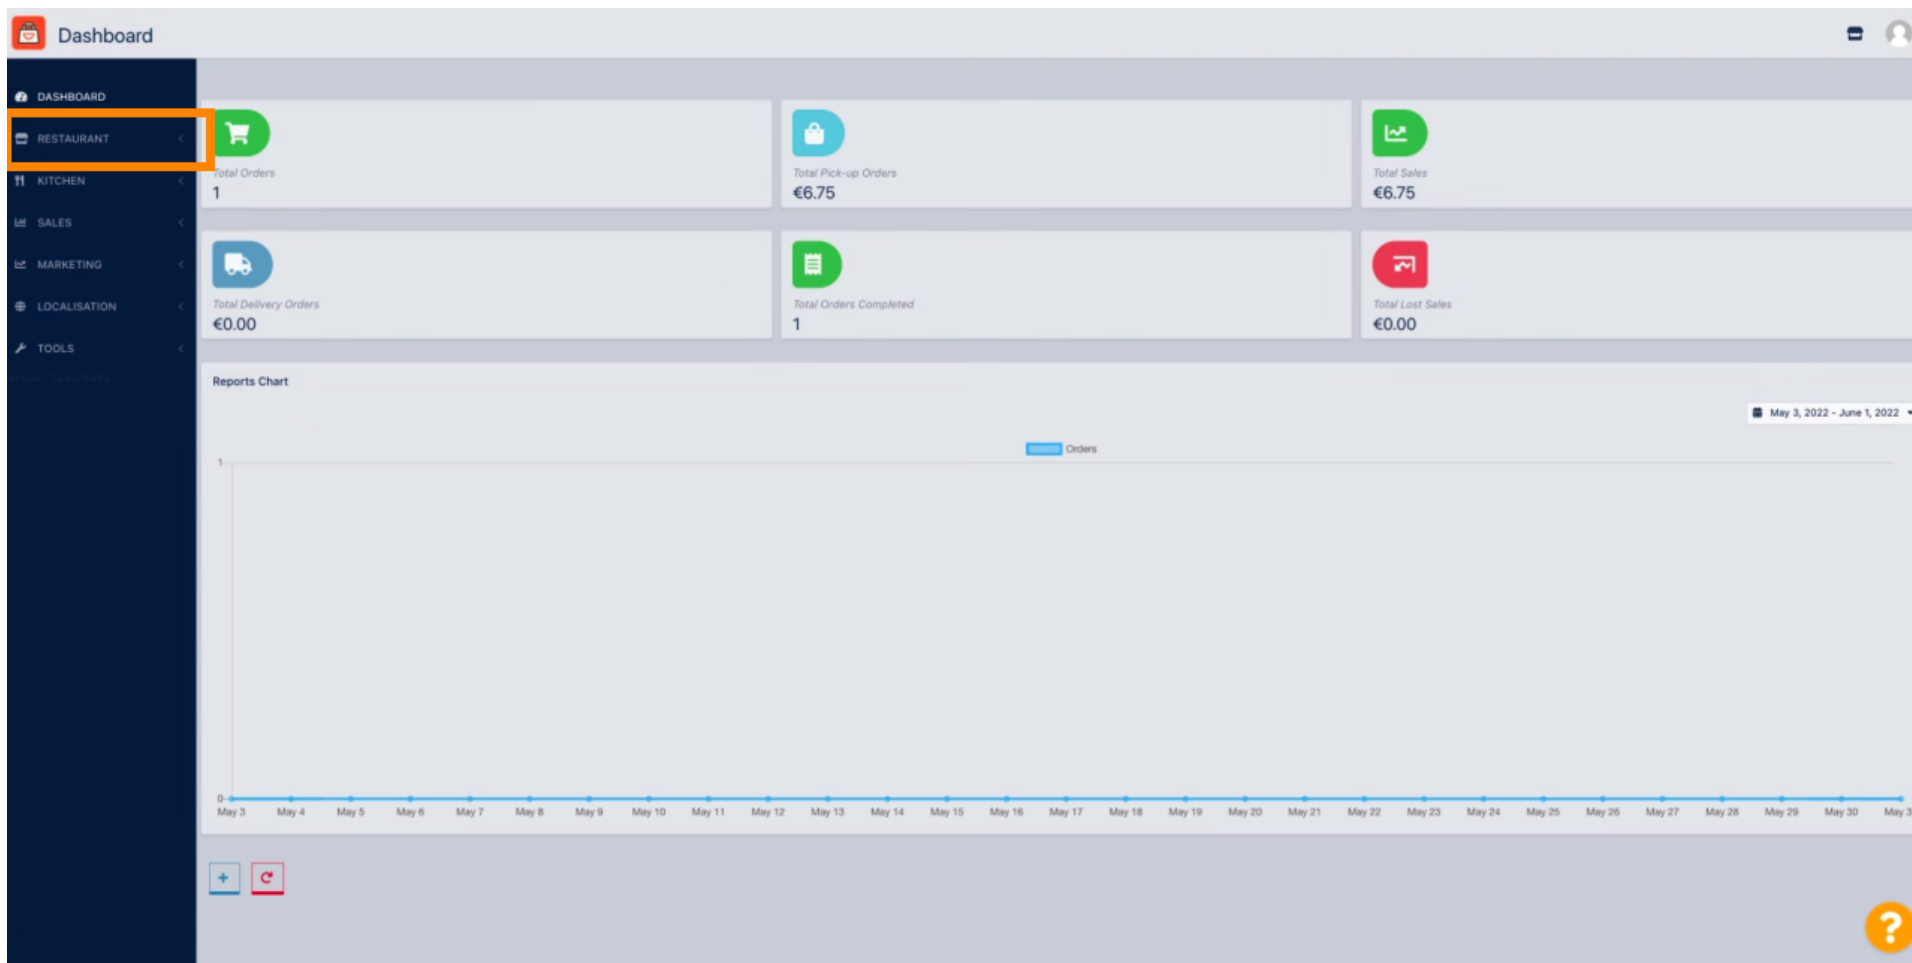 Dashboard
DASHBOARD
RESTAURANT
KITCHEN
SALES
MARKETING
LOCALISATION
TOOLS
Total Orders
1
Total Pick-up Orders
€6.75
Total Sales
€6.75
Total Delivery Orders
€0.00
Total Orders Completed
1
Total Lost Sales
€0.00
Reports Chart
May 3, 2022 - June 1, 2022
Orders
1
0
May 3 May 4 May 5 May 6 May 7 May 8 May 9 May 10 May 11 May 12 May 13 May 14 May 15 May 16 May 17 May 18 May 19 May 20 May 21 May 22 May 23 May 24 May 25 May 26 May 27 May 28 May 29 May 30 May 3
?